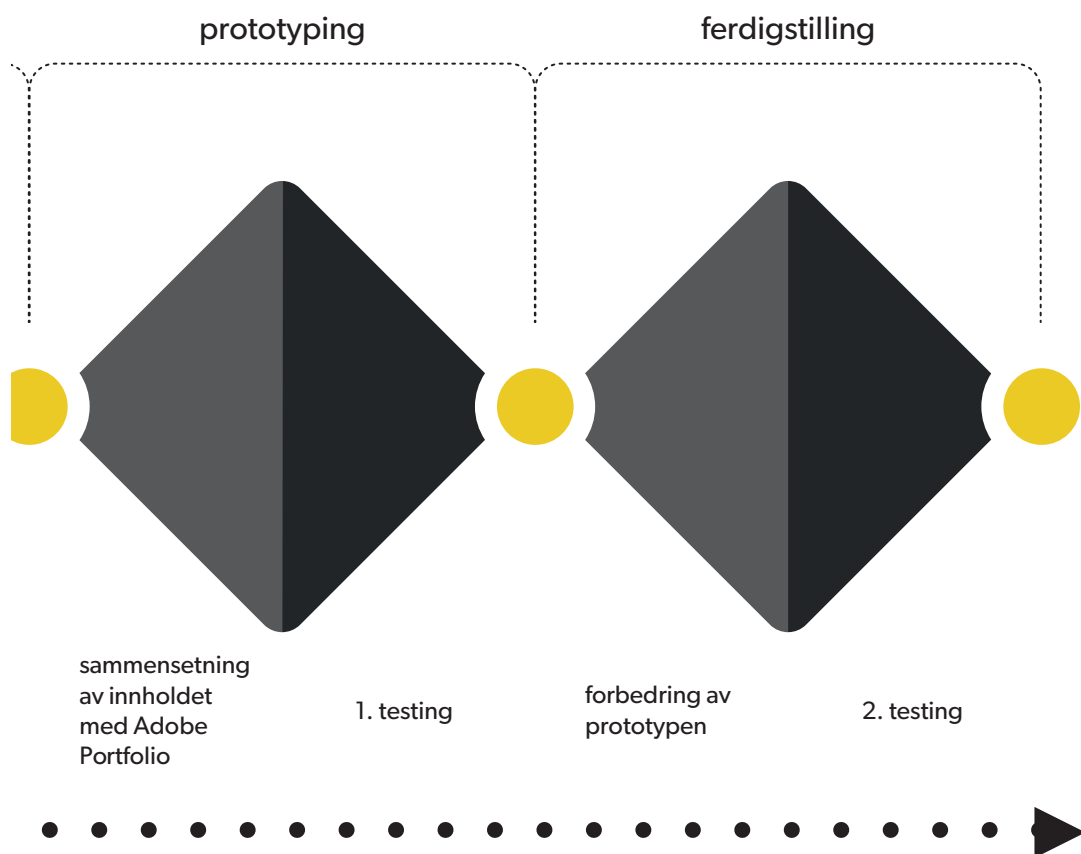 prototyping
ferdigstilling
sammensetning
av innholdet
med Adobe
Portfolio
1. testing
forbedring av
prototypen
2. testing